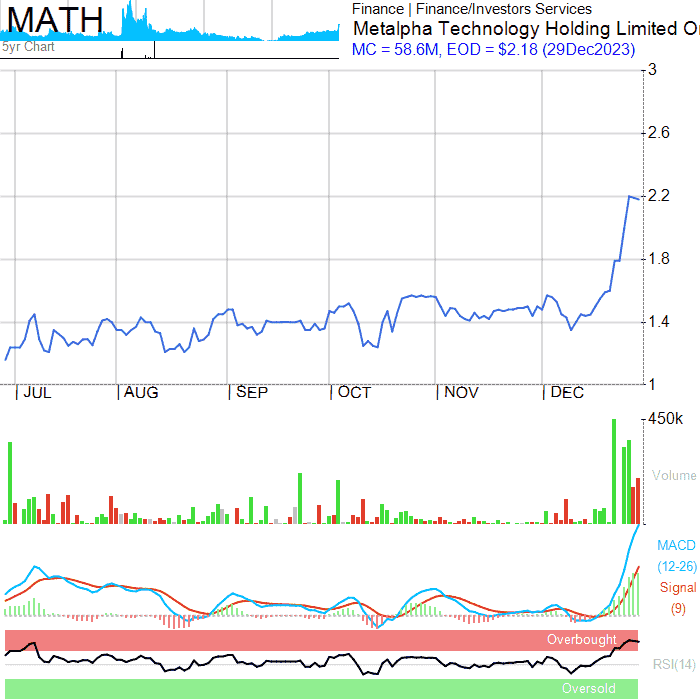 MATH
5yr Chart
Finance | Finance/Investors Services
Metalpha Technology Holding Limited Or
MC = 58.6M, EOD = $2.18 (29Dec2023)
3
2.6
2.2
1.8
1.4
1
JUL AUG SEP OCT NOV DEC
450k
Volume
MACD
(12-26)
Signal
(9)
Overbought
RSI(14)
Oversold